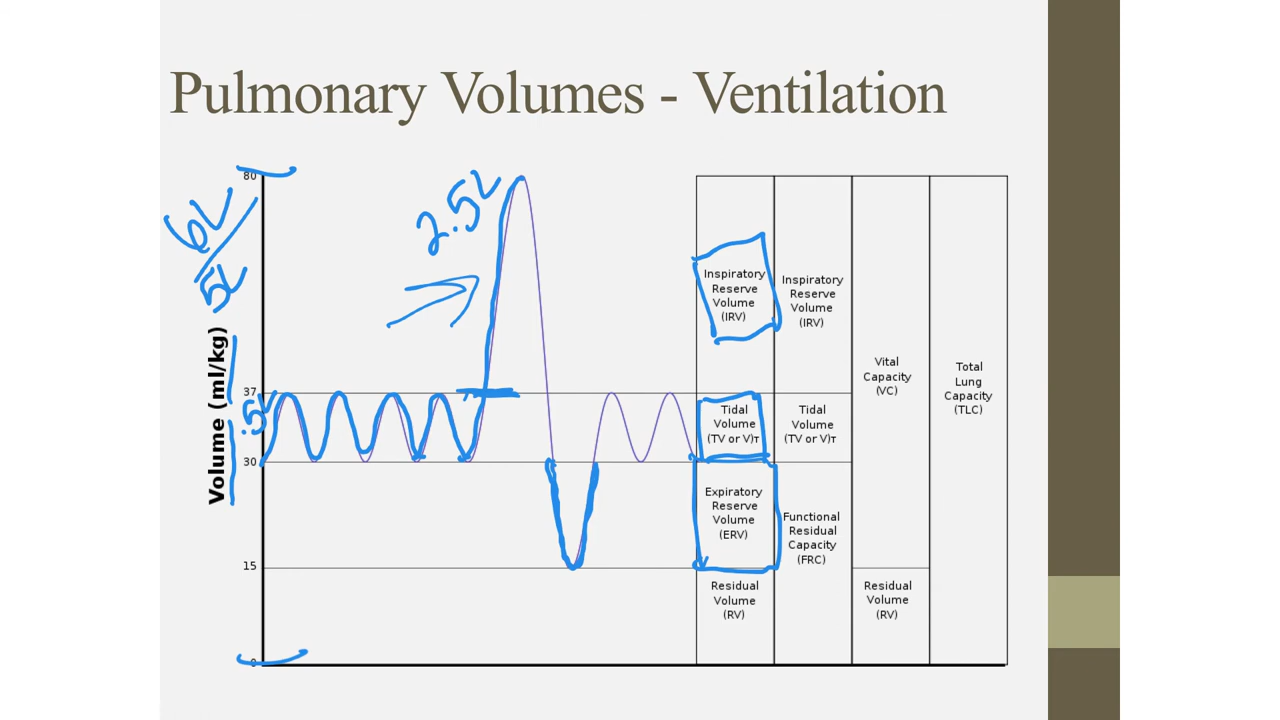 Pulmonary Volumes - Ventilation
80
6L
5L
2.5L
Volume (ml/kg)
37
.5L
30
15
0
Inspiratory
Reserve
Volume
(IRV)
Tidal
Volume
(TV or V)T
Expiratory
Reserve
Volume
(ERV)
Residual
Volume
(RV)
Inspiratory
Reserve
Volume
(IRV)
Tidal
Volume
(TV or V)T
Functional
Residual
Capacity
(FRC)
Vital
Capacity
(VC)
Residual
Volume
(RV)
Total
Lung
Capacity
(TLC)